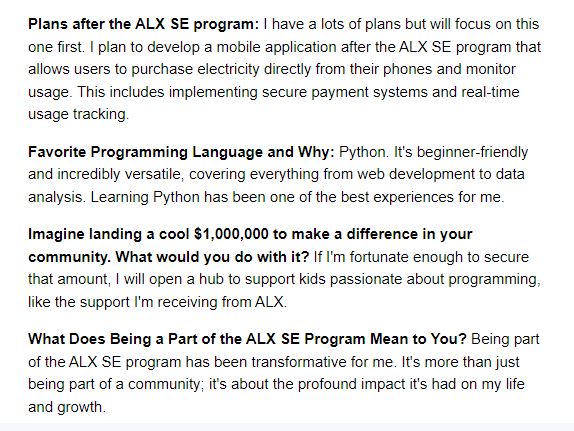 Plans after the ALX SE program: I have a lots of plans but will focus on this
one first. I plan to develop a mobile application after the ALX SE program that
allows users to purchase electricity directly from their phones and monitor
usage. This includes implementing secure payment systems and real-time
usage tracking.
Favorite Programming Language and Why: Python. It's beginner-friendly
and incredibly versatile, covering everything from web development to data
analysis. Learning Python has been one of the best experiences for me.
Imagine landing a cool $1,000,000 to make a difference in your
community. What would you do with it? If I'm fortunate enough to secure
that amount, I will open a hub to support kids passionate about programming,
like the support I'm receiving from ALX.
What Does Being a Part of the ALX SE Program Mean to You? Being part
of the ALX SE program has been transformative for me. It's more than just
being part of a community; it's about the profound impact it's had on my life
and growth.